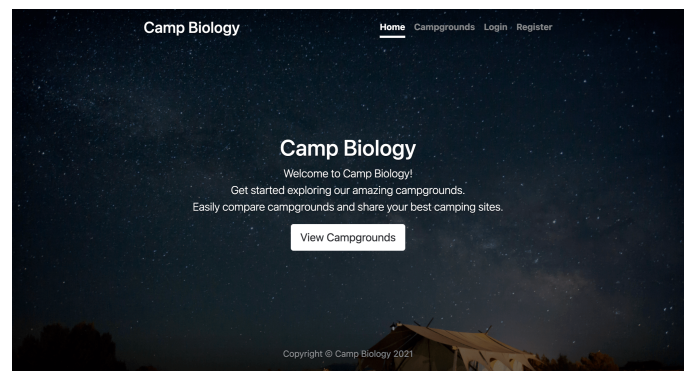 Camp Biology
Home Campgrounds Login Register
Camp Biology
Welcome to Camp Biology!
Get started exploring our amazing campgrounds.
Easily compare campgrounds and share your best camping sites.
View Campgrounds
Copyright © Camp Biology 2021